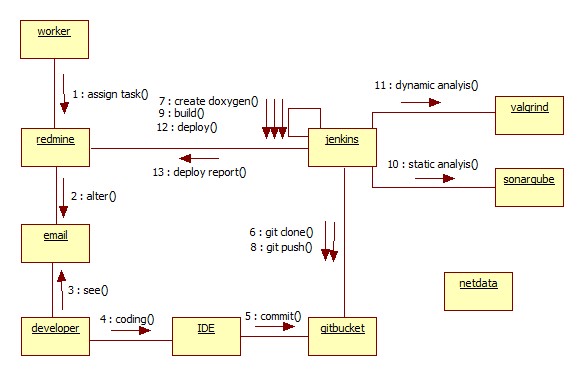 worker
1 : assign task()
11 : dynamic analyis()
7 : create doxygen()
9 : build()
12 : deploy()
valgrind
redmine
jenkins
13 : deploy report()
10 : static analyis()
sonarqube
2 : alter()
email
6 : git clone()
8 : git push()
netdata
3 : see()
developer
4 : coding()
IDE
5 : commit()
gitbucket